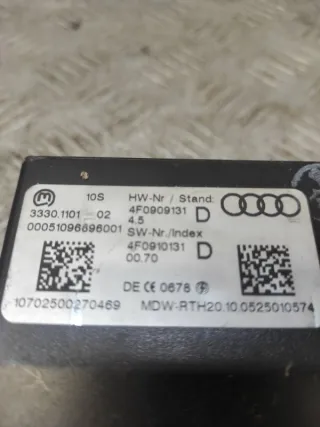 10S HW-Nr / Stand:
3330.1101 02 4F0909131 D
4.5
00051096696001 SW-Nr./Index
4F0910131 D
00.70
DE CE 0678
10702500270469 MDW-RTH20.10.0525010574